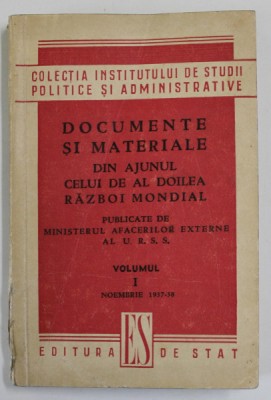 COLECȚIA INSTITUTULUI DE STUDII
POLITICE ȘI ADMINISTRATIVE
DOCUMENTE
ȘI MATERIALE
DIN AJUNUL
CELUI DE AL DOILEA
RĂZBOI MONDIAL
PUBLICATE DE
MINISTERUL AFACERILOR EXTERNE
AL U. R. S. S.
VOLUMUL
I
NOEMBRIE 1937-38
EDITURA ES DE STAT